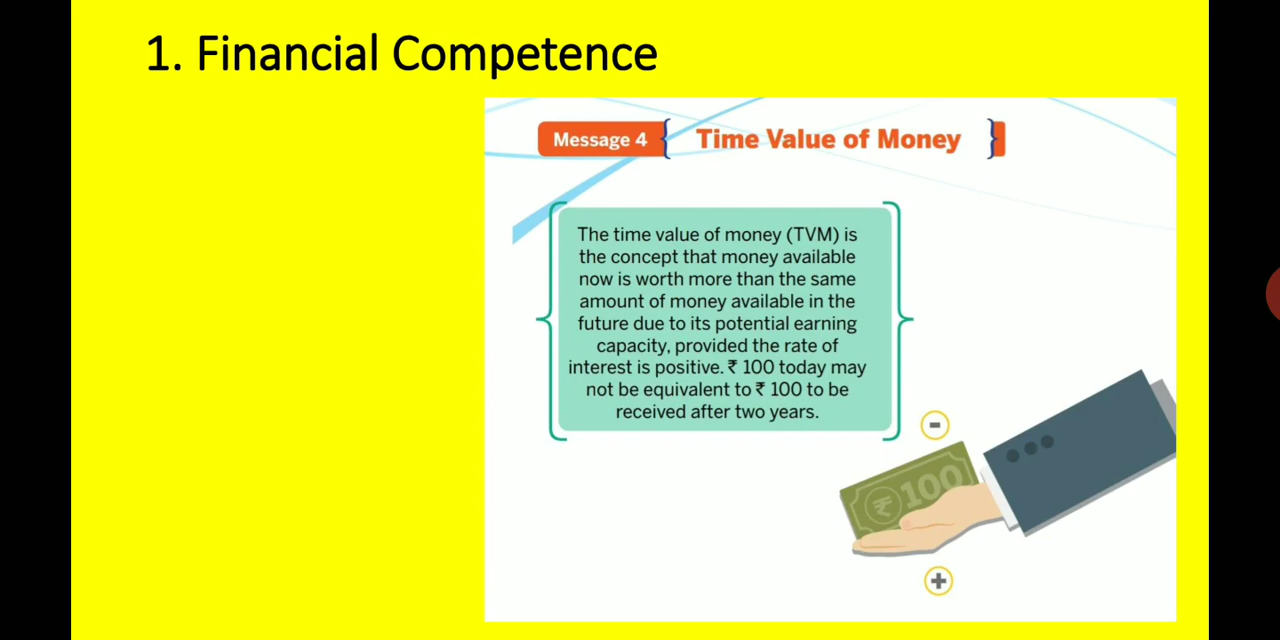 1. Financial Competence
Message 4
Time Value of Money
The time value of money (TVM) is
the concept that money available
now is worth more than the same
amount of money available in the
future due to its potential earning
capacity, provided the rate of
interest is positive. ₹ 100 today may
not be equivalent to ₹ 100 to be
received after two years.
-
₹ 100
+